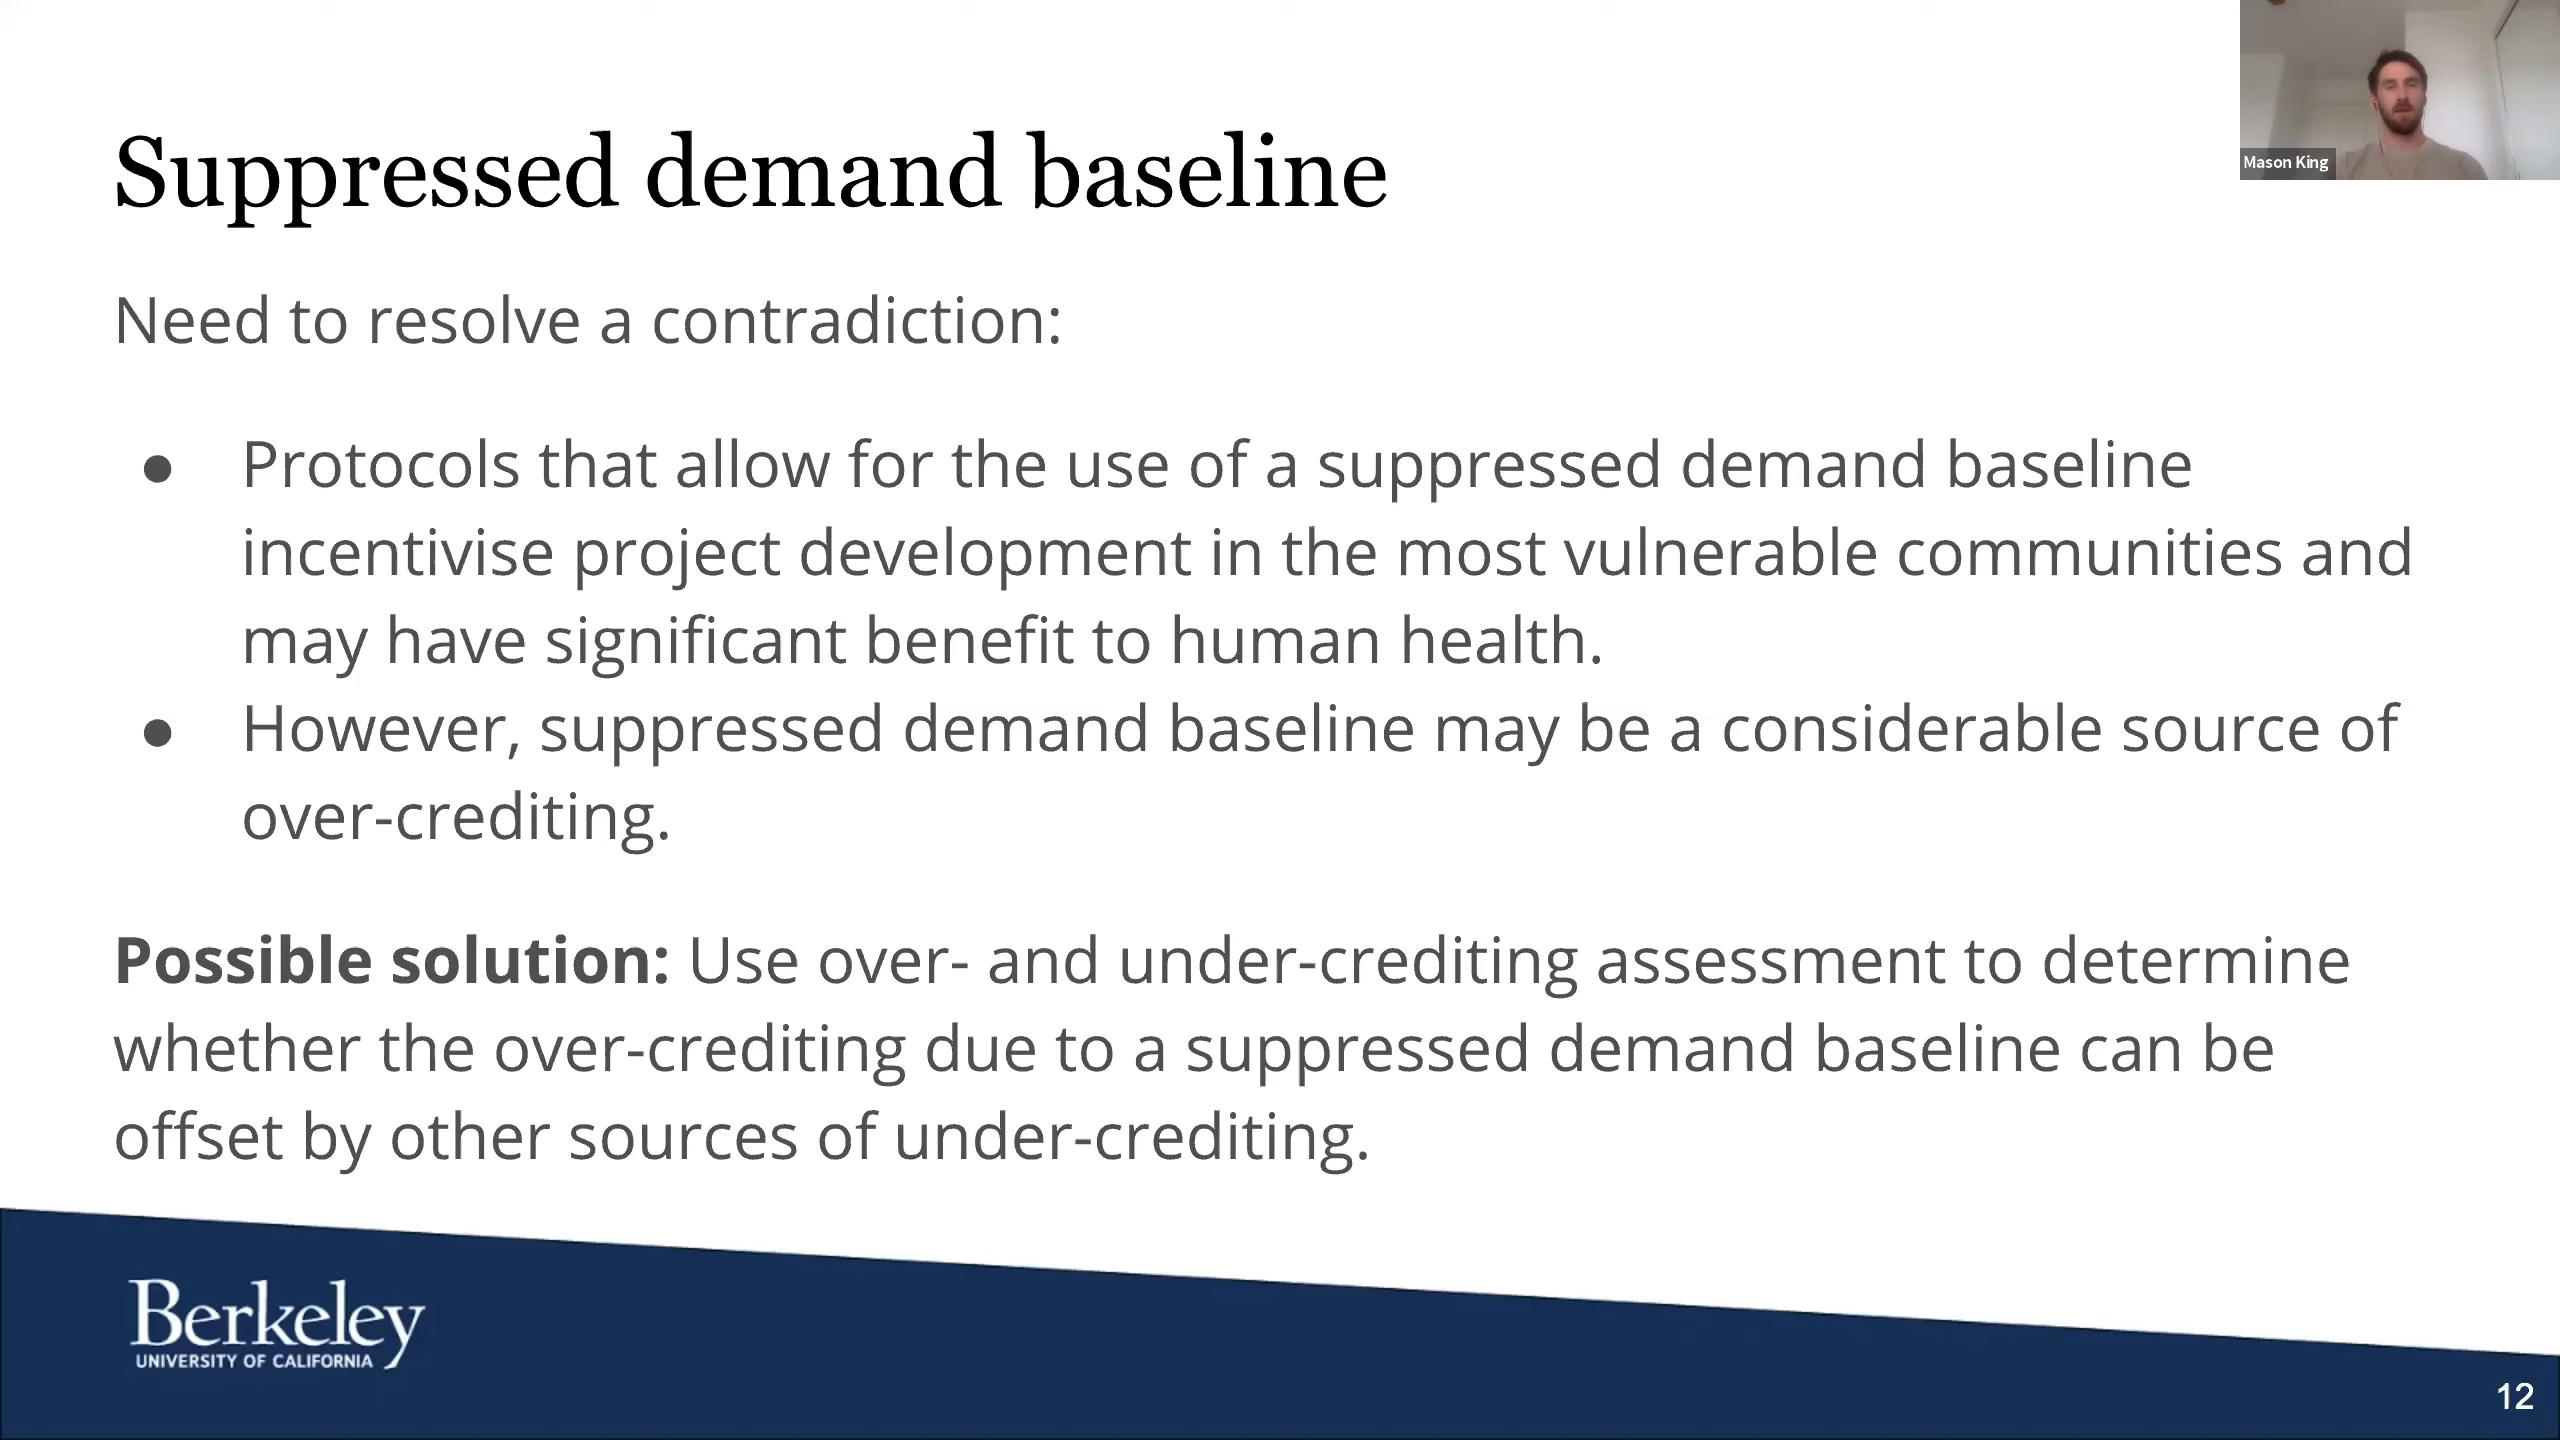 Mason King
Suppressed demand baseline
Need to resolve a contradiction:
● Protocols that allow for the use of a suppressed demand baseline
incentivise project development in the most vulnerable communities and
may have significant benefit to human health.
● However, suppressed demand baseline may be a considerable source of
over-crediting.
Possible solution: Use over- and under-crediting assessment to determine
whether the over-crediting due to a suppressed demand baseline can be
offset by other sources of under-crediting.
Berkeley
UNIVERSITY OF CALIFORNIA
12